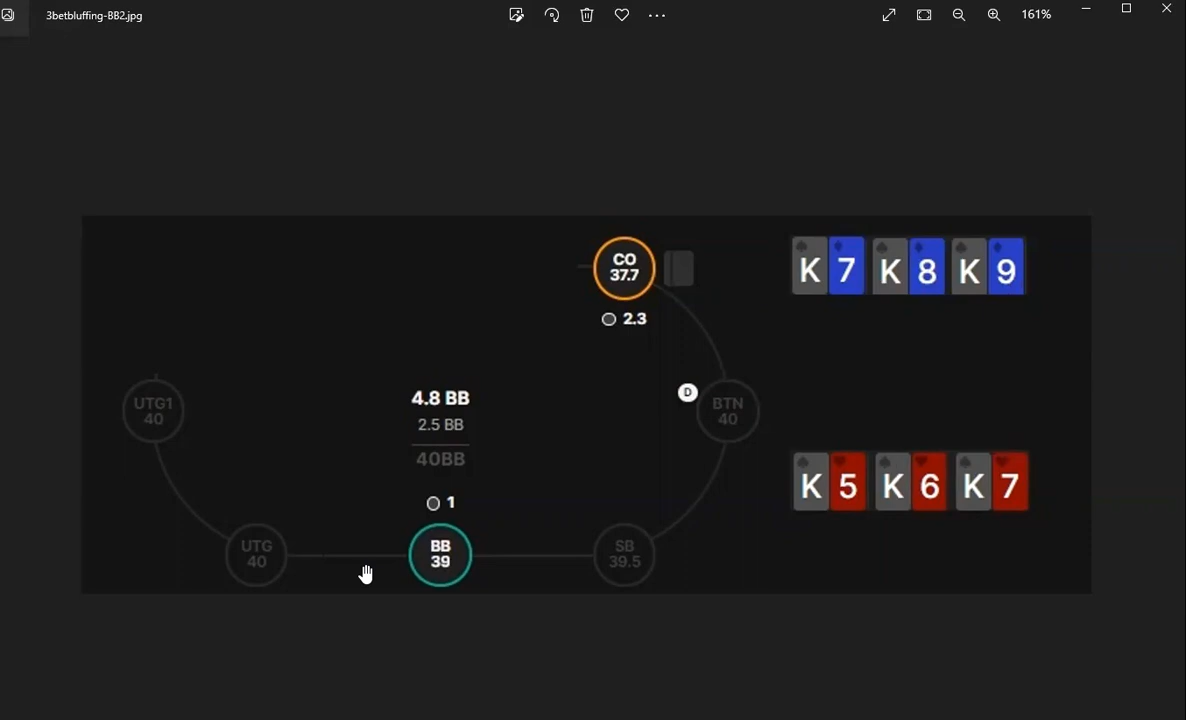 3betbluffing-BB2.jpg
161%
CO
37.7
2.3
K 7 K 8 K 9
UTG1
40
4.8 BB
2.5 BB
40BB
D
BTN
40
1
K 5 K 6 K 7
UTG
40
BB
39
SB
39.5